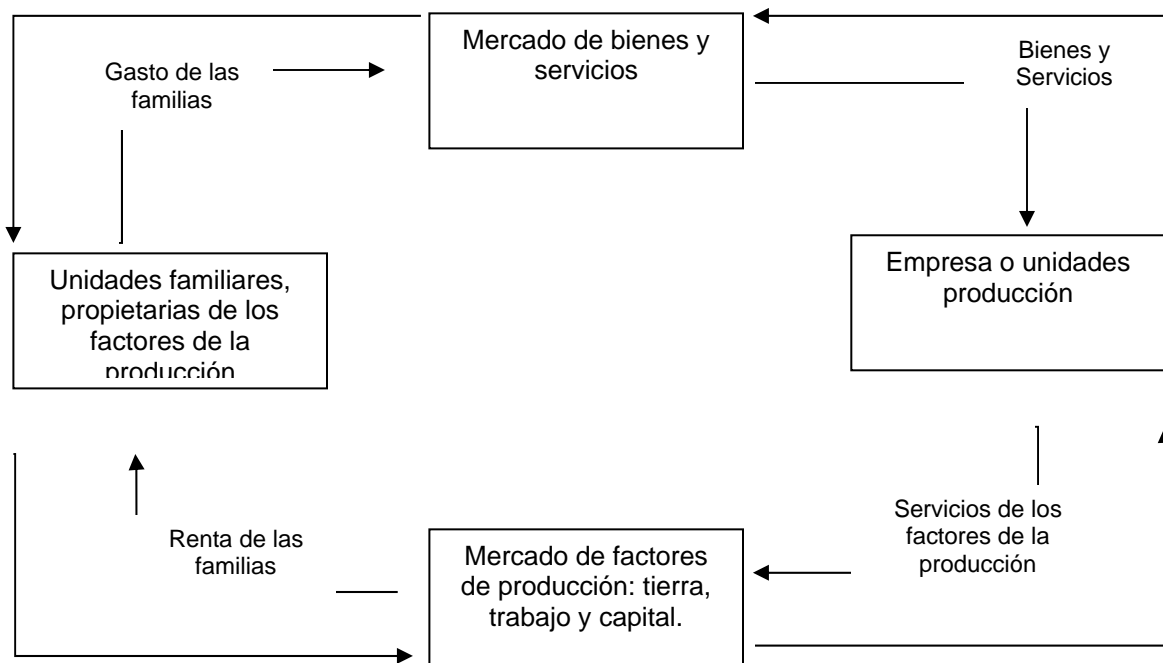 Mercado de bienes y
servicios
Gasto de las
familias
Bienes y
Servicios
Unidades familiares,
propietarias de los
factores de la
producción
Empresa o unidades
producción
Renta de las
familias
Mercado de factores
de producción: tierra,
trabajo y capital.
Servicios de los
factores de la
producción